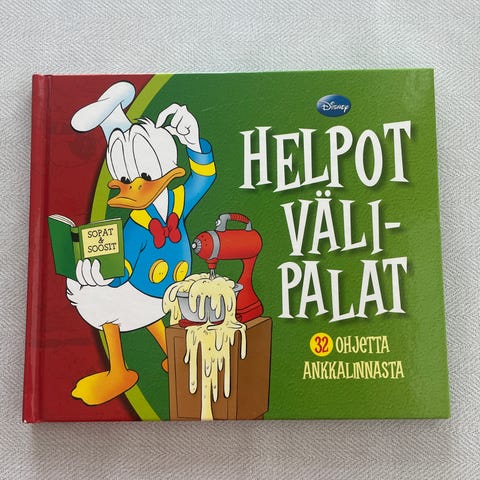 Disney
HELPOT
VÄLI-
PALAT
32 OHJETTA
ANKKALINNASTA
SOPAT
&
SOOSIT